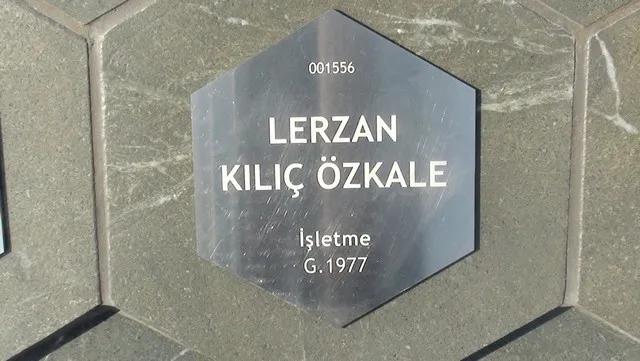 001556
LERZAN
KILIÇ ÖZKALE
İşletme
G.1977